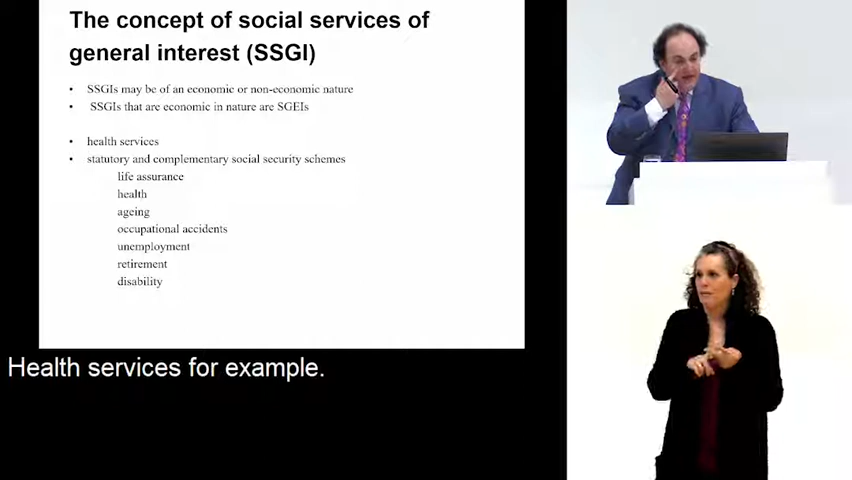 The concept of social services of
general interest (SSGI)
• SSGIs may be of an economic or non-economic nature
• SSGIs that are economic in nature are SGEIs
• health services
• statutory and complementary social security schemes
life assurance
health
ageing
occupational accidents
unemployment
retirement
disability
Health services for example.